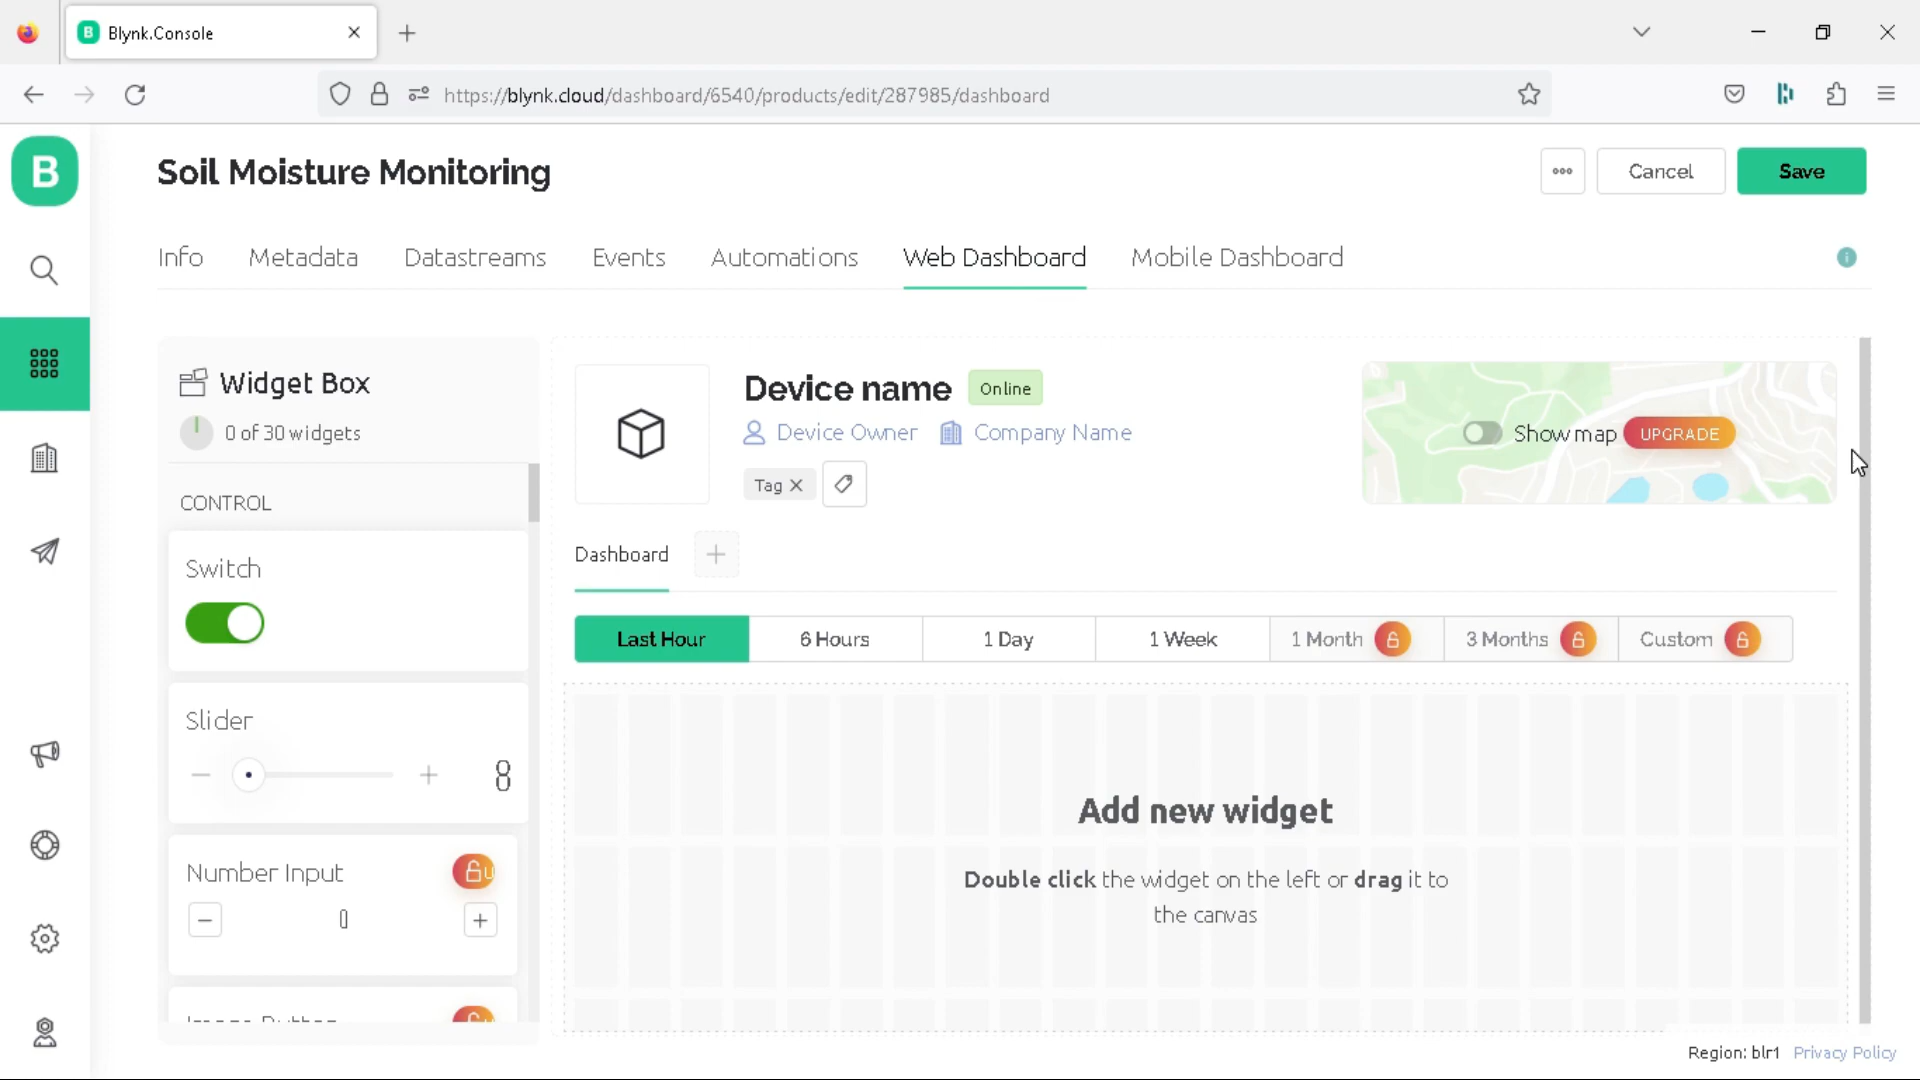 Blynk.Console
https://blynk.cloud/dashboard/6540/products/edit/287985/dashboard
B
Soil Moisture Monitoring
Cancel
Save
Info Metadata Datastreams Events Automations Web Dashboard Mobile Dashboard
Widget Box
0 of 30 widgets
CONTROL
Switch
Slider
8
Number Input
0
Device name
Online
Device Owner
Company Name
Tag
Show map
UPGRADE
Dashboard
Last Hour 6 Hours 1 Day 1 Week 1 Month 3 Months Custom
Add new widget
Double click the widget on the left or drag it to
the canvas
Region: blr1 Privacy Policy